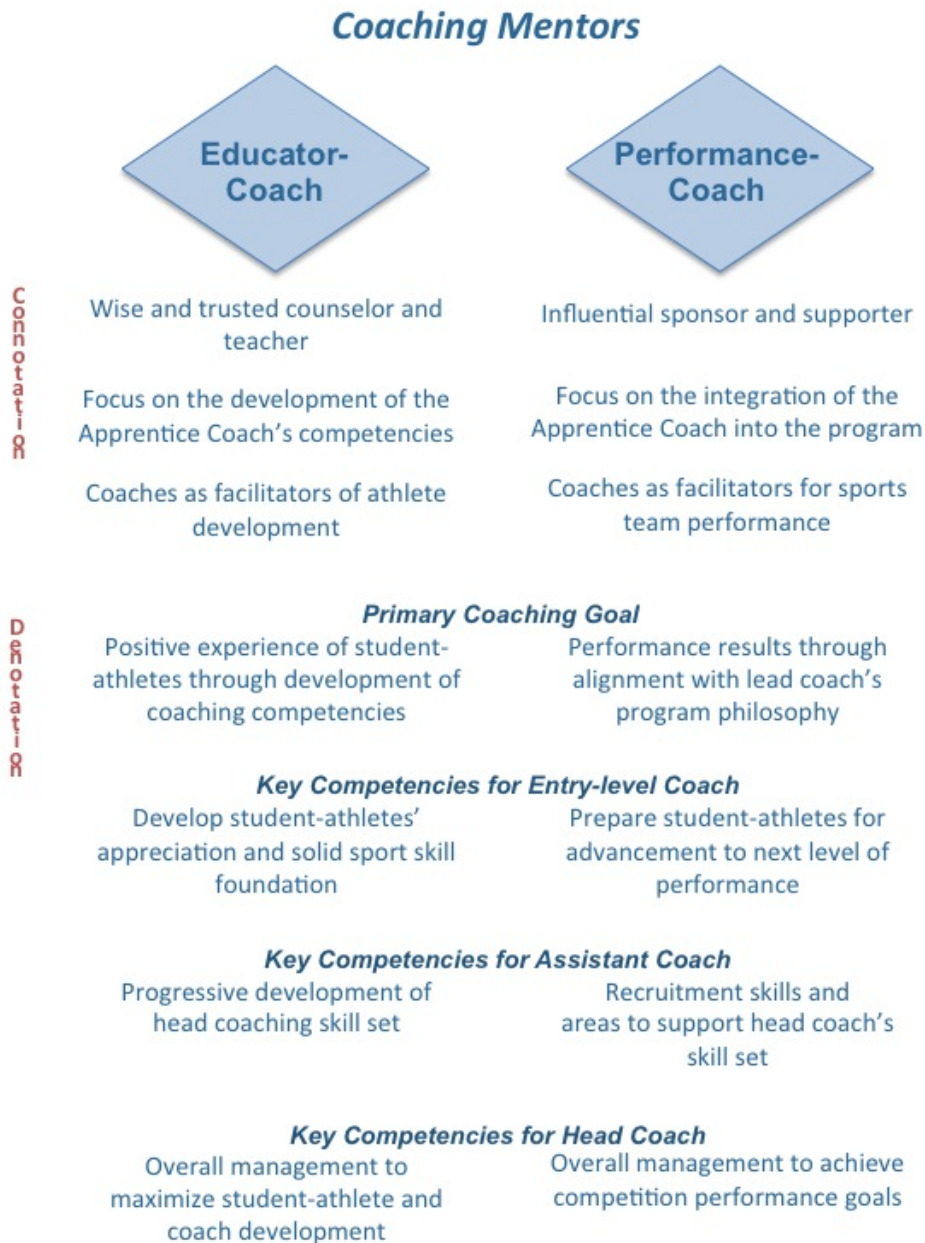 Coaching Mentors
Educator-
Coach
Performance-
Coach
Connotation
Wise and trusted counselor and
teacher
Influential sponsor and supporter
Focus on the development of the
Apprentice Coach's competencies
Focus on the integration of the
Apprentice Coach into the program
Coaches as facilitators of athlete
development
Coaches as facilitators for sports
team performance
Denotation
Primary Coaching Goal
Positive experience of student-
athletes through development of
coaching competencies
Performance results through
alignment with lead coach's
program philosophy
Key Competencies for Entry-level Coach
Develop student-athletes'
appreciation and solid sport skill
foundation
Prepare student-athletes for
advancement to next level of
performance
Key Competencies for Assistant Coach
Progressive development of
head coaching skill set
Recruitment skills and
areas to support head coach's
skill set
Key Competencies for Head Coach
Overall management to
maximize student-athlete and
coach development
Overall management to achieve
competition performance goals